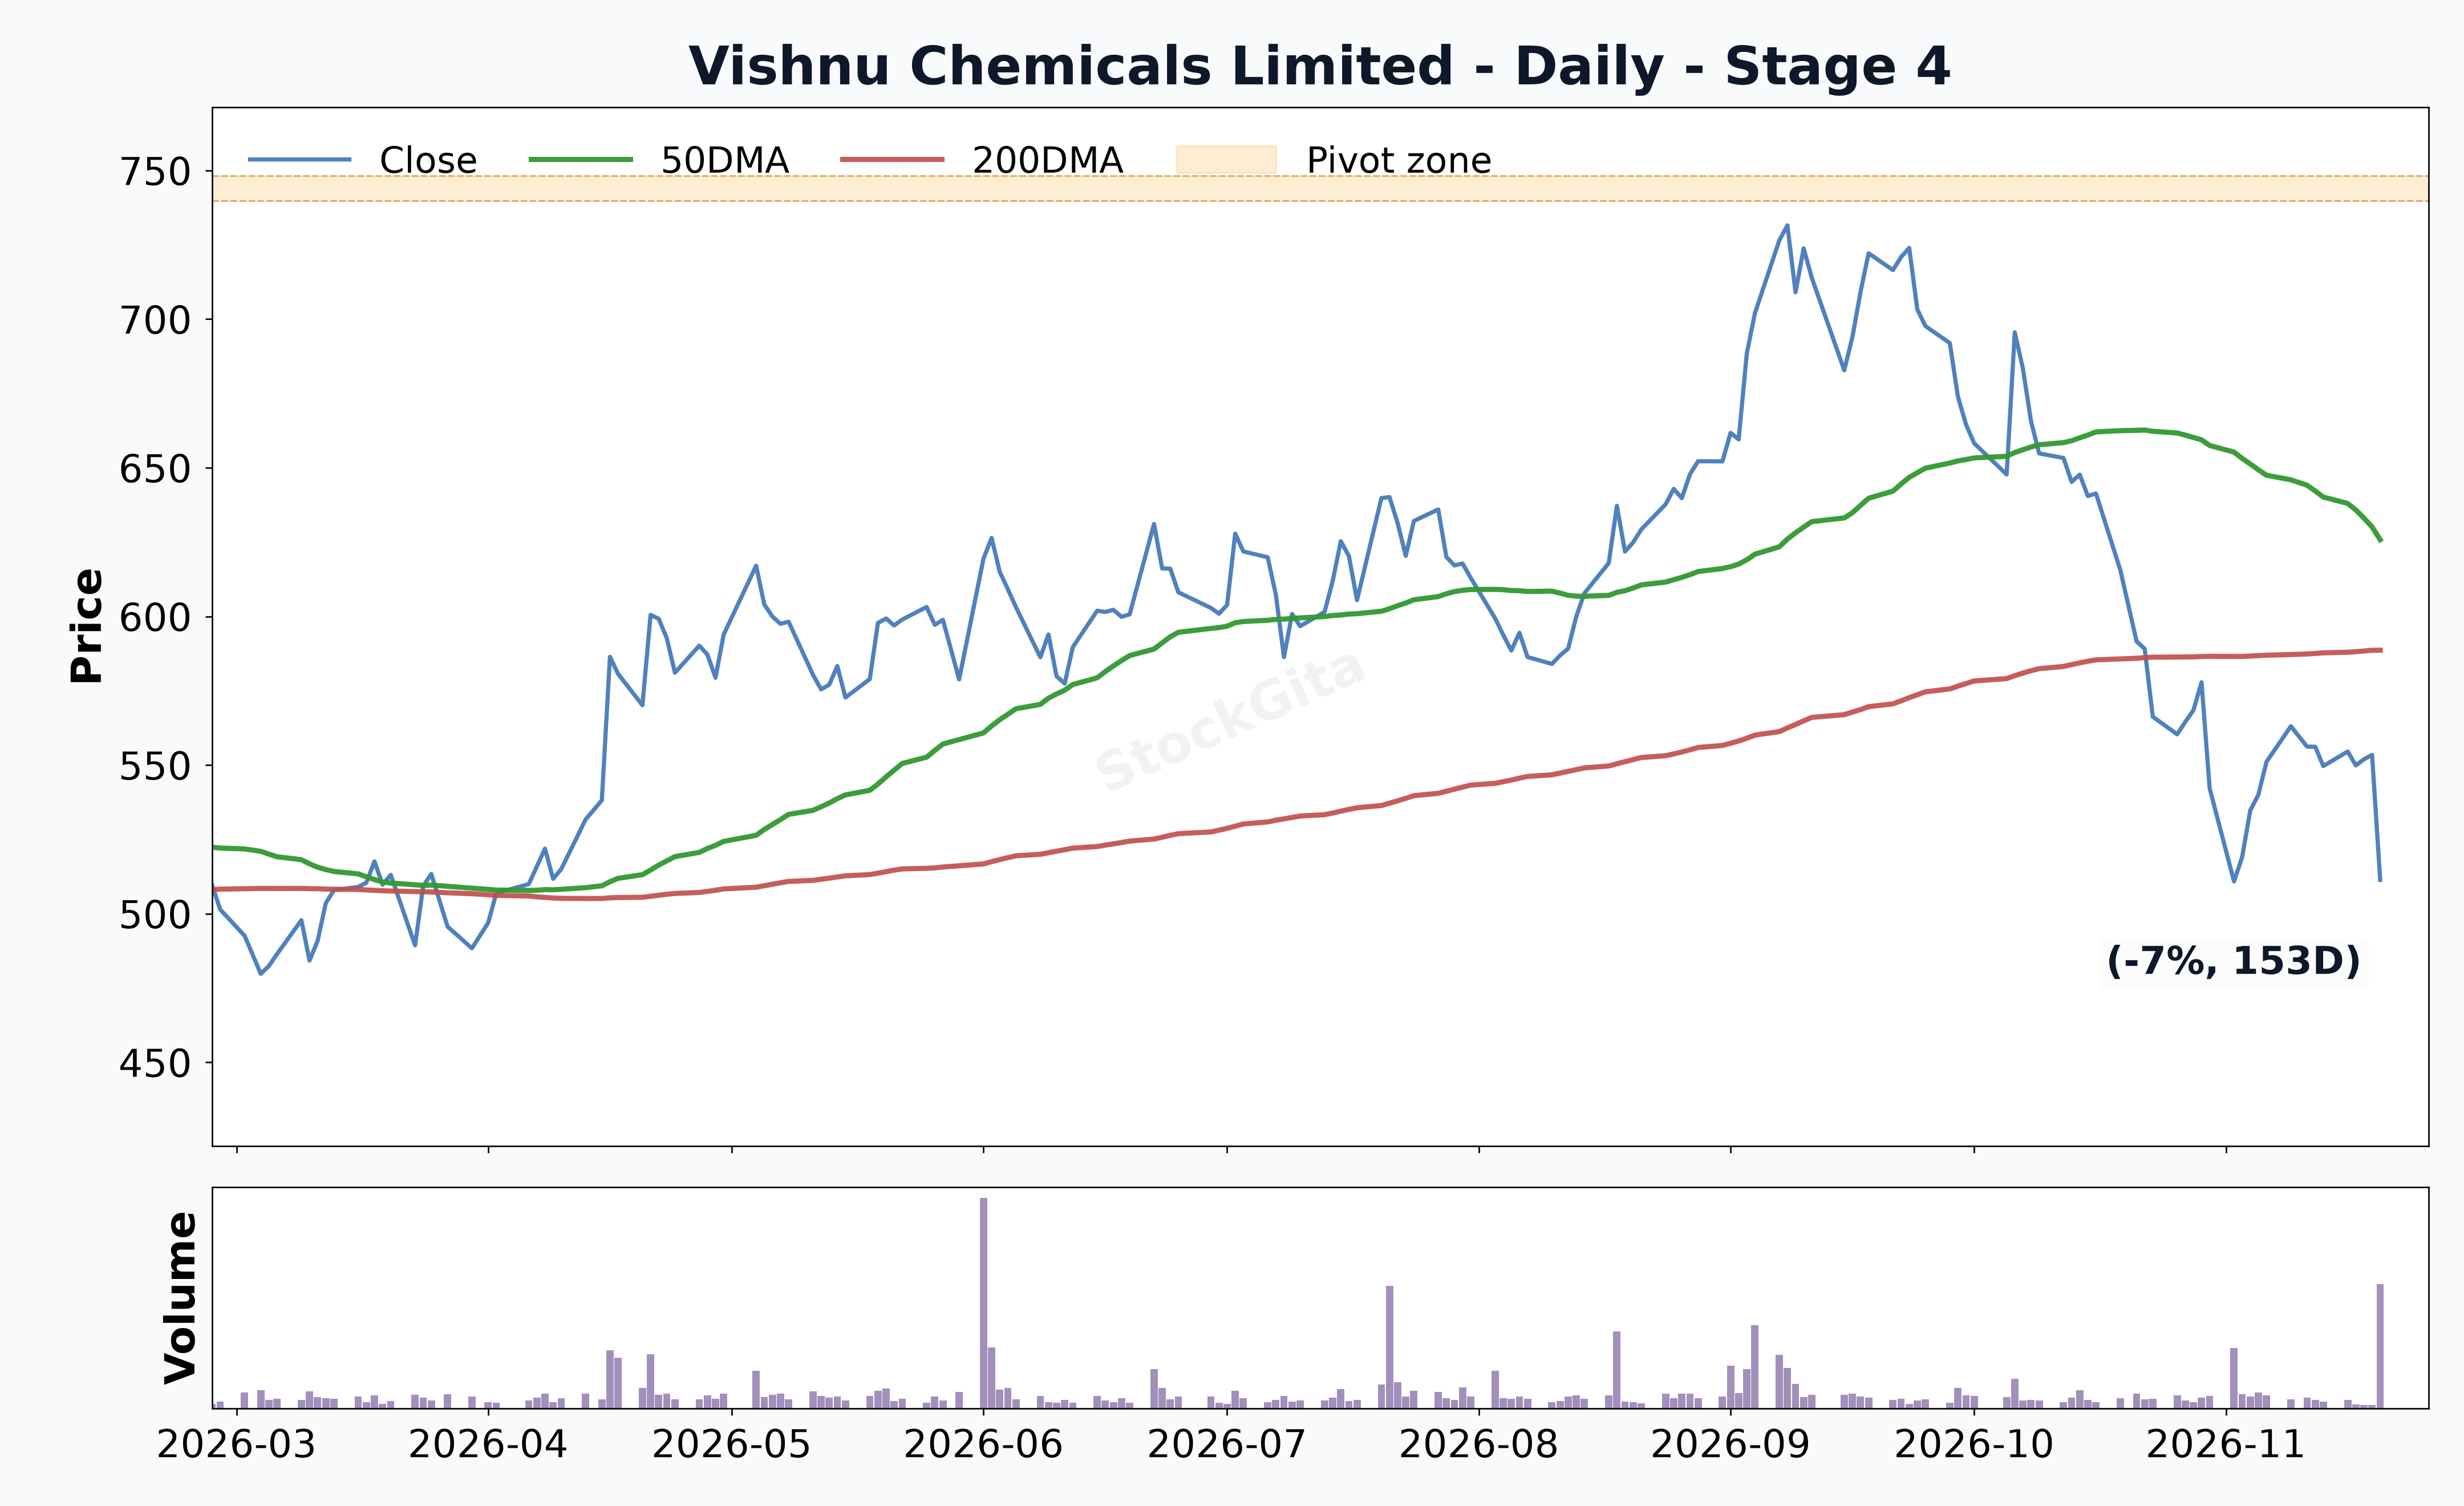 Vishnu Chemicals Limited - Daily - Stage 4
Close 50DMA 200DMA Pivot zone
750
700
650
600
550
500
450
Price
StockGita
(-7%, 153D)
Volume
2026-03 2026-04 2026-05 2026-06 2026-07 2026-08 2026-09 2026-10 2026-11